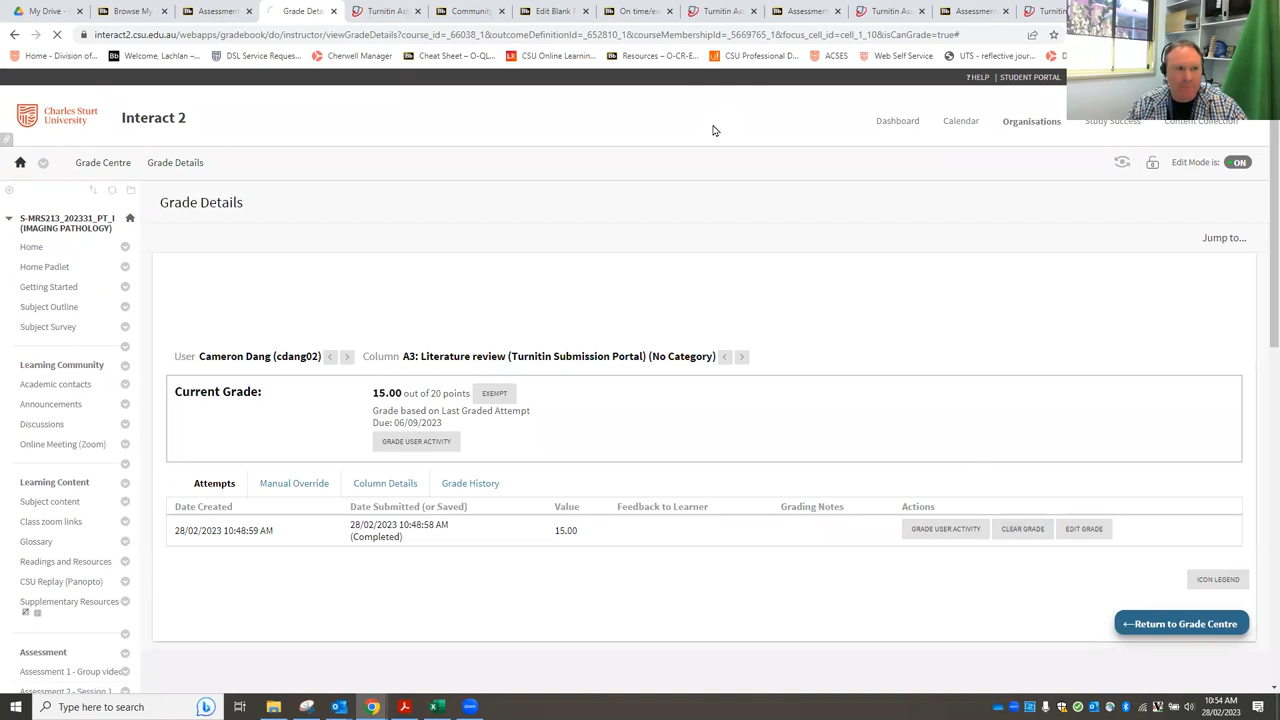 My Drive -
Browse My
Assessment
Grade Deta
Turnitin As
Community
Edit Blank
On time/ex
Turnitin As
Assessment
Turnitin As
Assessmen
Turnitin
interact2.csu.edu.au/webapps/gradebook/do/instructor/viewGradeDetails?course_id=_66038_1&outcomeDefinitionId=_652810_1&courseMembershipId=_5669765_1&focus_cell_id=cell_1_10&isCanGrade=true#
Home - Division of...
Welcome, Lachlan -...
DSL Service Reques...
Cherwell Manager
Cheat Sheet – O-QL...
CSU Online Learnin...
Resources – O-CR-E...
CSU Professional D...
ACSES
Web Self Service
UTS - reflective jour...
? HELP | STUDENT PORTAL
Charles Sturt
University
Interact 2
Dashboard
Calendar
Organisations
Study Success
Content Collection
Grade Centre
Grade Details
Edit Mode is: ON
S-MRS213_202331_PT_I
(IMAGING PATHOLOGY)
Home
Home Padlet
Getting Started
Subject Outline
Subject Survey
Learning Community
Academic contacts
Announcements
Discussions
Online Meeting (Zoom)
Learning Content
Subject content
Class zoom links
Glossary
Readings and Resources
CSU Replay (Panopto)
Supplementary Resources
Assessment
Assessment 1 - Group video
Assessment 2 - Session 1
Grade Details
Jump to...
User Cameron Dang (cdang02) < > Column A3: Literature review (Turnitin Submission Portal) (No Category) < >
Current Grade:
15.00 out of 20 points EXEMPT
Grade based on Last Graded Attempt
Due: 06/09/2023
GRADE USER ACTIVITY
Attempts
Manual Override
Column Details
Grade History
Date Created
Date Submitted (or Saved)
Value
Feedback to Learner
Grading Notes
Actions
28/02/2023 10:48:59 AM
28/02/2023 10:48:58 AM
(Completed)
15.00
GRADE USER ACTIVITY
CLEAR GRADE
EDIT GRADE
ICON LEGEND
←Return to Grade Centre
Type here to search
10:54 AM
28/02/2023